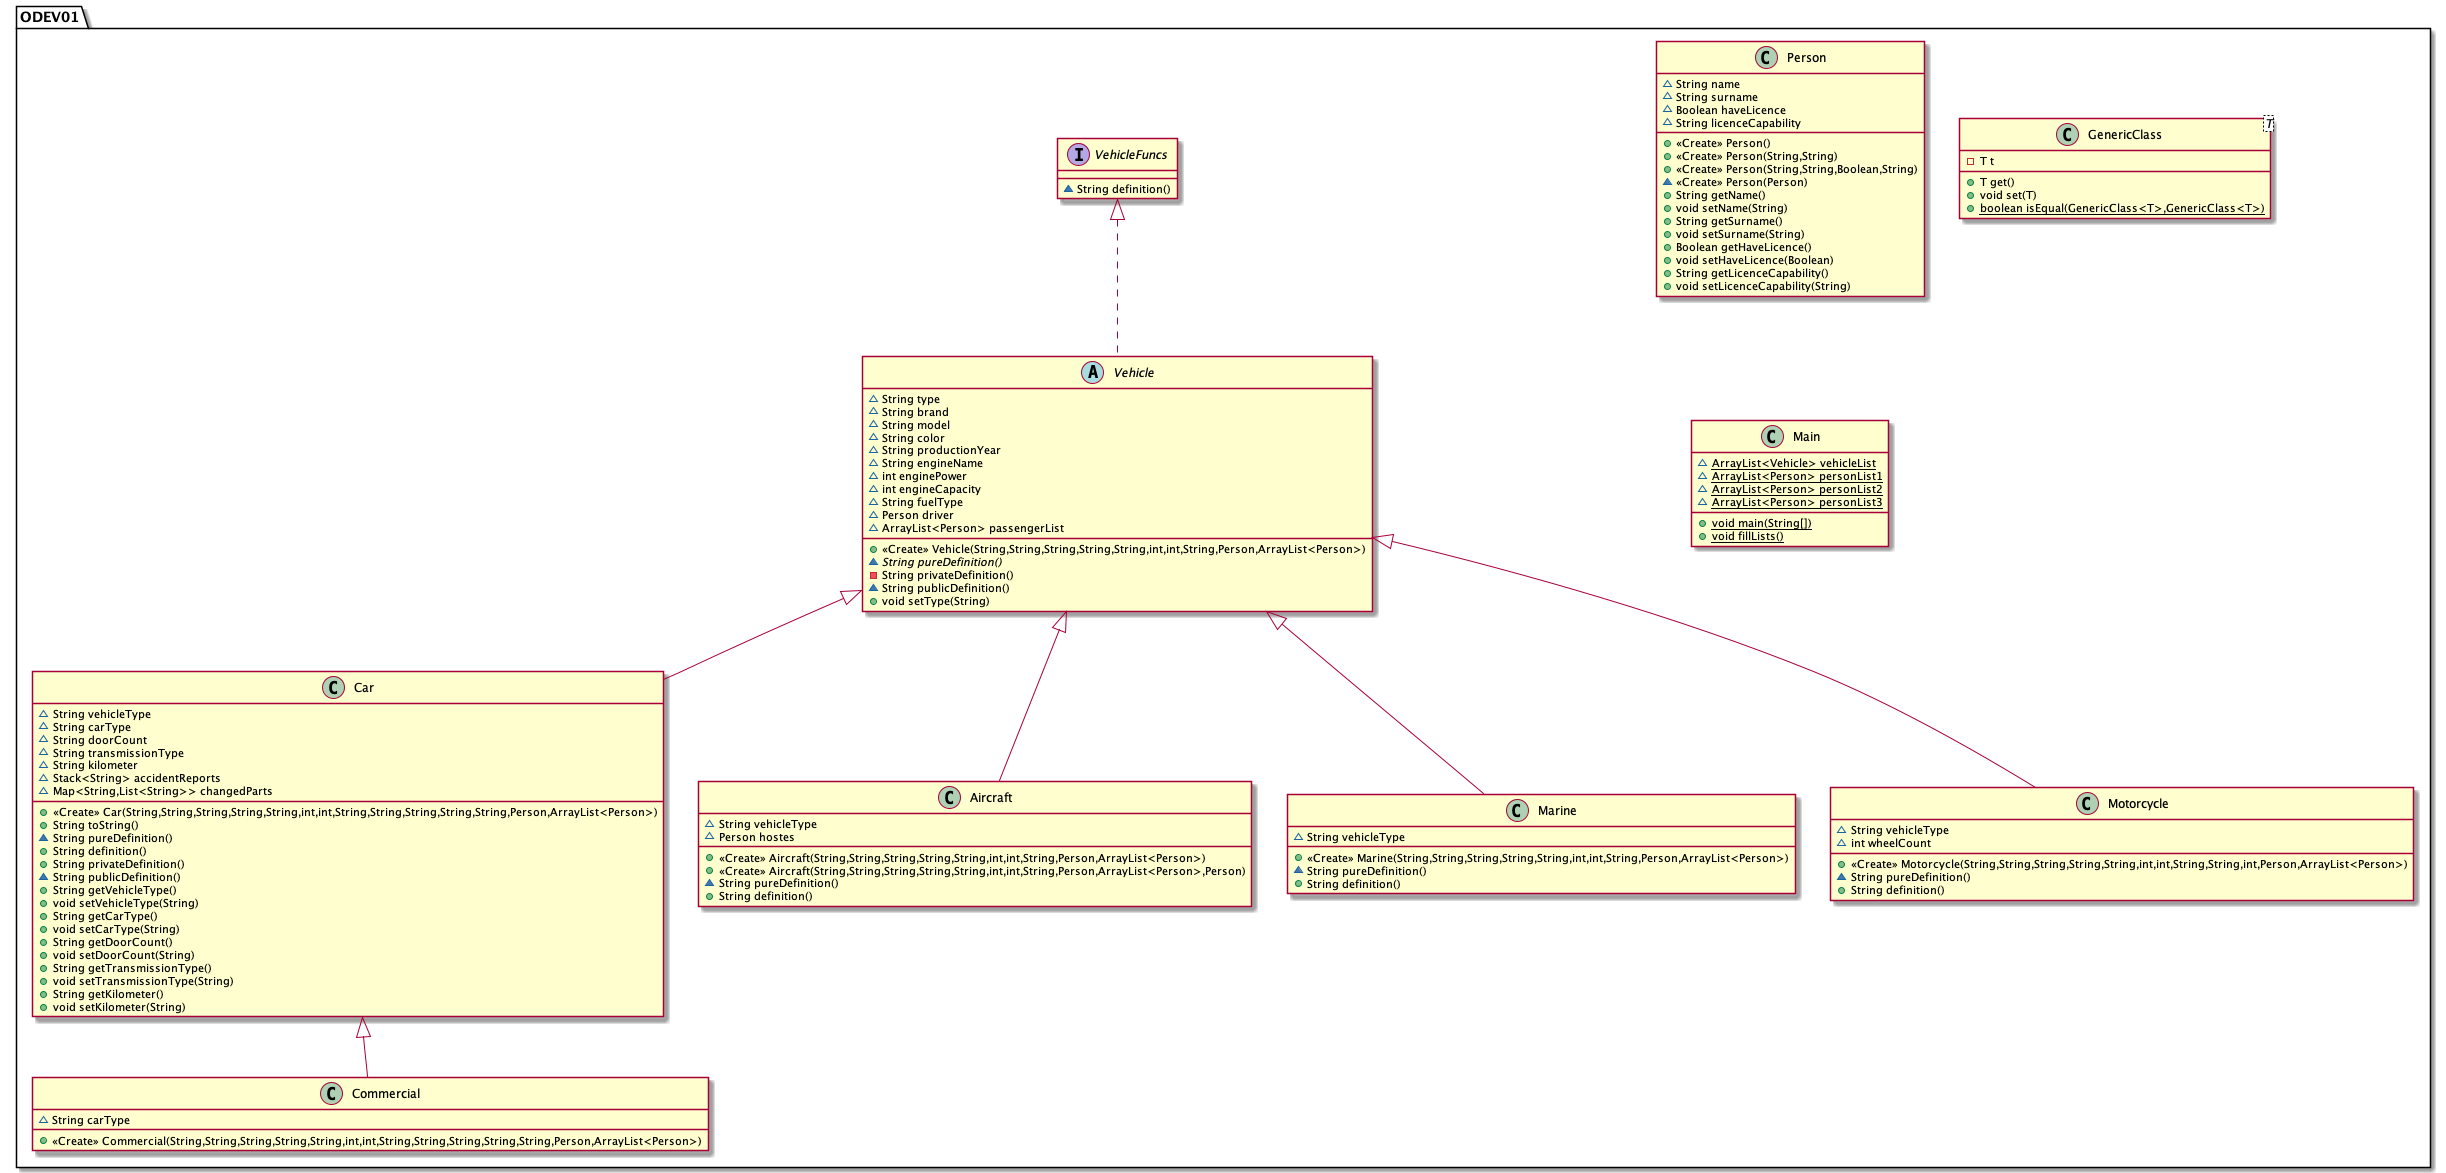 ODEV01
C Person
String name
String surname
Boolean haveLicence
String licenceCapability
«Create» Person()
«Create» Person(String,String)
«Create» Person(String,String,Boolean,String)
«Create» Person(Person)
String getName()
void setName(String)
String getSurname()
void setSurname(String)
Boolean getHaveLicence()
void setHaveLicence(Boolean)
String getLicenceCapability()
void setLicenceCapability(String)
T
C GenericClass
T t
T get()
void set(T)
boolean isEqual(GenericClass<T>,GenericClass<T>)
I VehicleFuncs
String definition()
A Vehicle
String type
String brand
String model
String color
String productionYear
String engineName
int enginePower
int engineCapacity
String fuelType
Person driver
ArrayList<Person> passengerList
«Create» Vehicle(String,String,String,String,String,int,int,String,Person,ArrayList<Person>)
String pureDefinition()
String privateDefinition()
String publicDefinition()
void setType(String)
C Main
ArrayList<Vehicle> vehicleList
ArrayList<Person> personList1
ArrayList<Person> personList2
ArrayList<Person> personList3
void main(String[])
void fillLists()
C Car
String vehicleType
String carType
String doorCount
String transmissionType
String kilometer
Stack<String> accidentReports
Map<String,List<String>> changedParts
«Create» Car(String,String,String,String,String,int,int,String,String,String,String,String,Person,ArrayList<Person>)
String toString()
String pureDefinition()
String definition()
String privateDefinition()
String publicDefinition()
String getVehicleType()
void setVehicleType(String)
String getCarType()
void setCarType(String)
String getDoorCount()
void setDoorCount(String)
String getTransmissionType()
void setTransmissionType(String)
String getKilometer()
void setKilometer(String)
C Aircraft
String vehicleType
Person hostes
«Create» Aircraft(String,String,String,String,String,int,int,String,Person,ArrayList<Person>)
«Create» Aircraft(String,String,String,String,String,int,int,String,Person,ArrayList<Person>,Person)
String pureDefinition()
String definition()
C Marine
String vehicleType
«Create» Marine(String,String,String,String,String,int,int,String,Person,ArrayList<Person>)
String pureDefinition()
String definition()
C Motorcycle
String vehicleType
int wheelCount
«Create» Motorcycle(String,String,String,String,String,int,int,String,String,int,Person,ArrayList<Person>)
String pureDefinition()
String definition()
C Commercial
String carType
«Create» Commercial(String,String,String,String,String,int,int,String,String,String,String,String,Person,ArrayList<Person>)